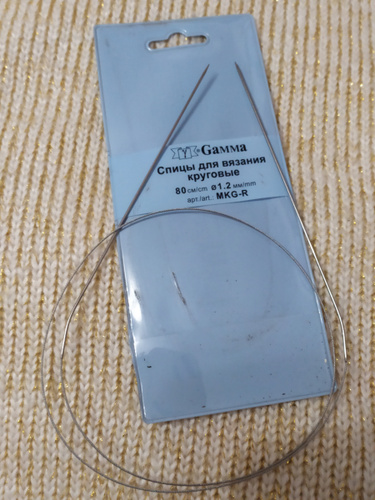 Gamma
Спицы для вязания
круговые
80 см/cm ø1.2 мм/mm
арт./art.: MKG-R